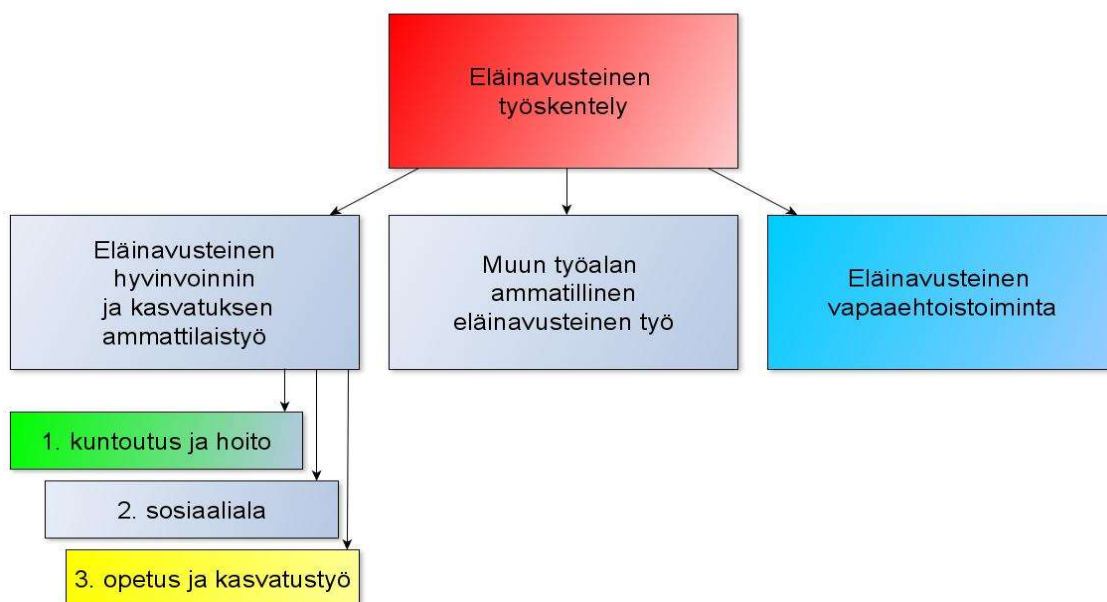 Eläinavusteinen
työskentely
Eläinavusteinen
hyvinvoinnin
ja kasvatuksen
ammattilaistyö
Muun työalan
ammatillinen
eläinavusteinen työ
Eläinavusteinen
vapaaehtoistoiminta
1. kuntoutus ja hoito
2. sosiaaliala
3. opetus ja kasvatustyö